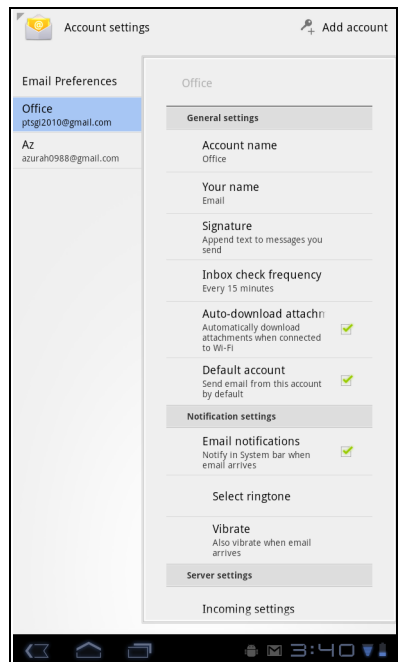 Account settings
Add account
Email Preferences
Office
ptsgi2010@gmail.com
Az
azurah0988@gmail.com
Office
General settings
Account name
Office
Your name
Email
Signature
Append text to messages you
send
Inbox check frequency
Every 15 minutes
Auto-download attachm
Automatically download
attachments when connected
to Wi-Fi
Default account
Send email from this account
by default
Notification settings
Email notifications
Notify in System bar when
email arrives
Select ringtone
Vibrate
Also vibrate when email
arrives
Server settings
Incoming settings
3:40